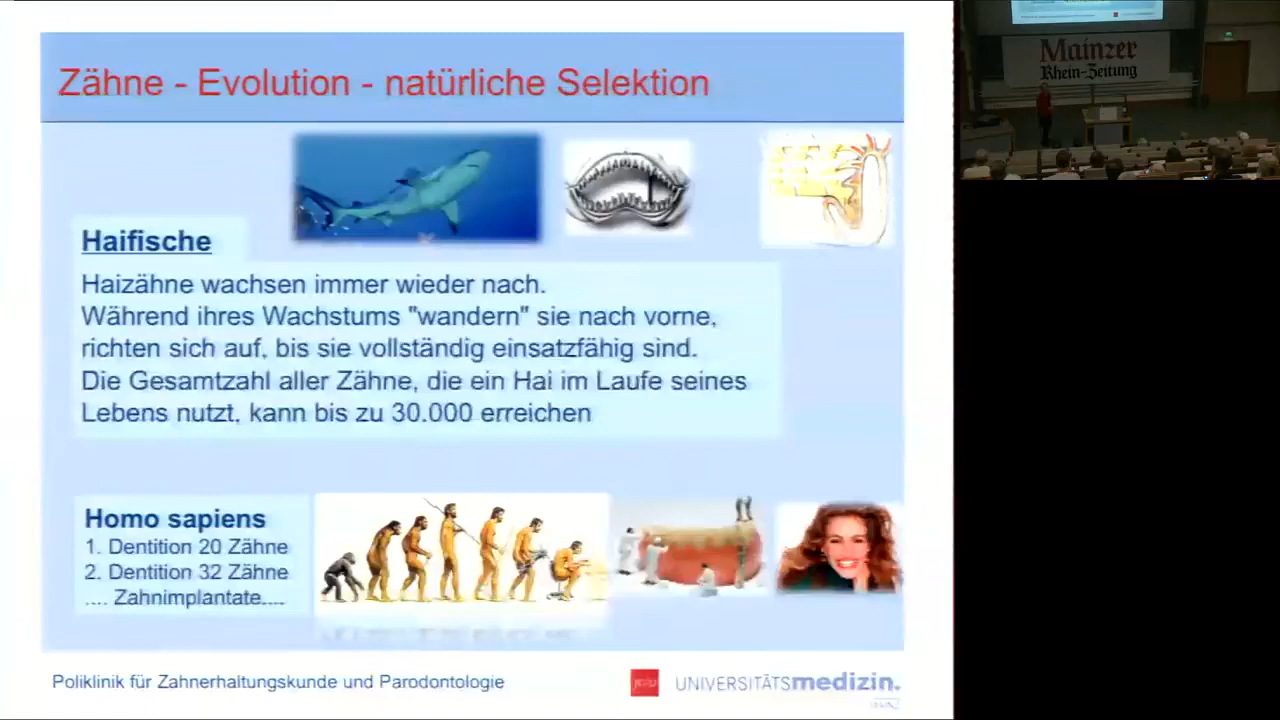 Zähne - Evolution - natürliche Selektion
Haifische
Haizähne wachsen immer wieder nach.
Während ihres Wachstums "wandern" sie nach vorne,
richten sich auf, bis sie vollständig einsatzfähig sind.
Die Gesamtzahl aller Zähne, die ein Hai im Laufe seines
Lebens nutzt, kann bis zu 30.000 erreichen
Homo sapiens
1. Dentition 20 Zähne
2. Dentition 32 Zähne
.... Zahnimplantate....
Poliklinik für Zahnerhaltungskunde und Parodontologie
UNIVERSITÄTSmedizin.
Mainzer
Rhein-Zeitung